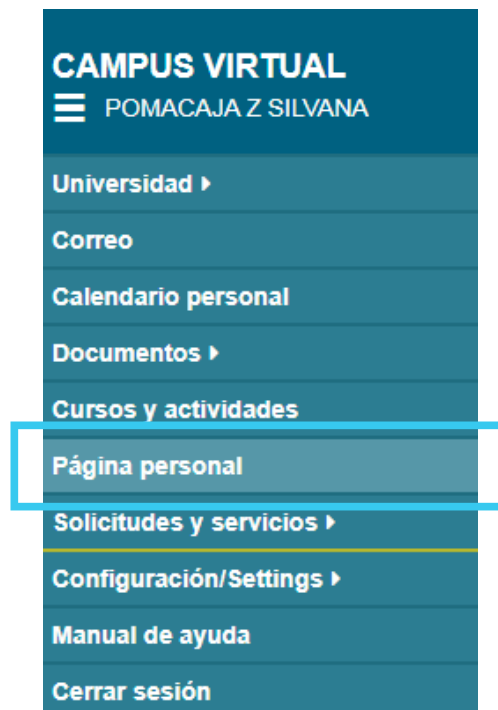 CAMPUS VIRTUAL
POMACAJA Z SILVANA
Universidad
Correo
Calendario personal
Documentos
Cursos y actividades
Página personal
Solicitudes y servicios
Configuración/Settings
Manual de ayuda
Cerrar sesión